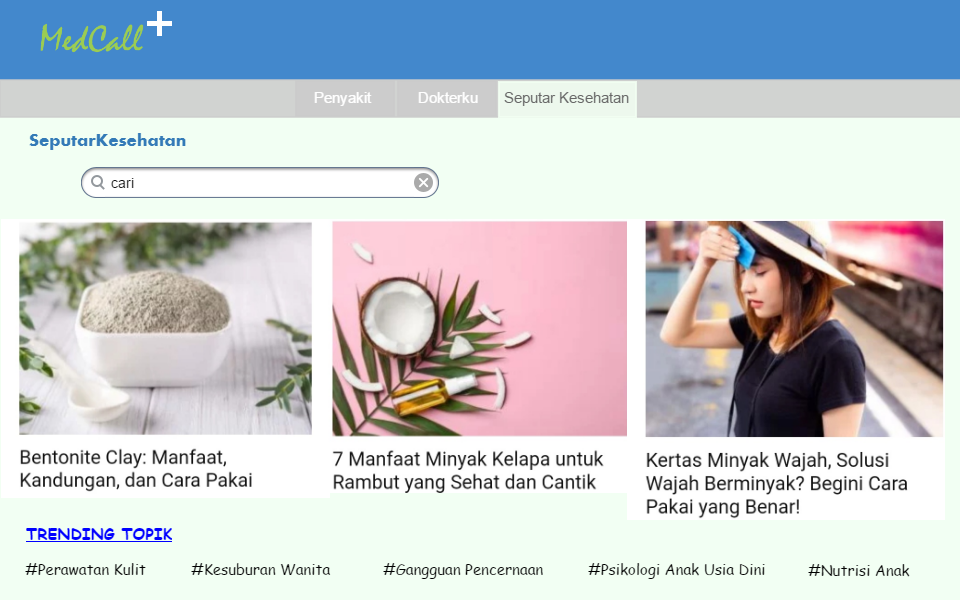 MedCall+
Penyakit
Dokterku
Seputar Kesehatan
SeputarKesehatan
cari
Bentonite Clay: Manfaat,
Kandungan, dan Cara Pakai
7 Manfaat Minyak Kelapa untuk
Rambut yang Sehat dan Cantik
Kertas Minyak Wajah, Solusi
Wajah Berminyak? Begini Cara
Pakai yang Benar!
TRENDING TOPIK
#Perawatan Kulit
#Kesuburan Wanita
#Gangguan Pencernaan
#Psikologi Anak Usia Dini
#Nutrisi Anak